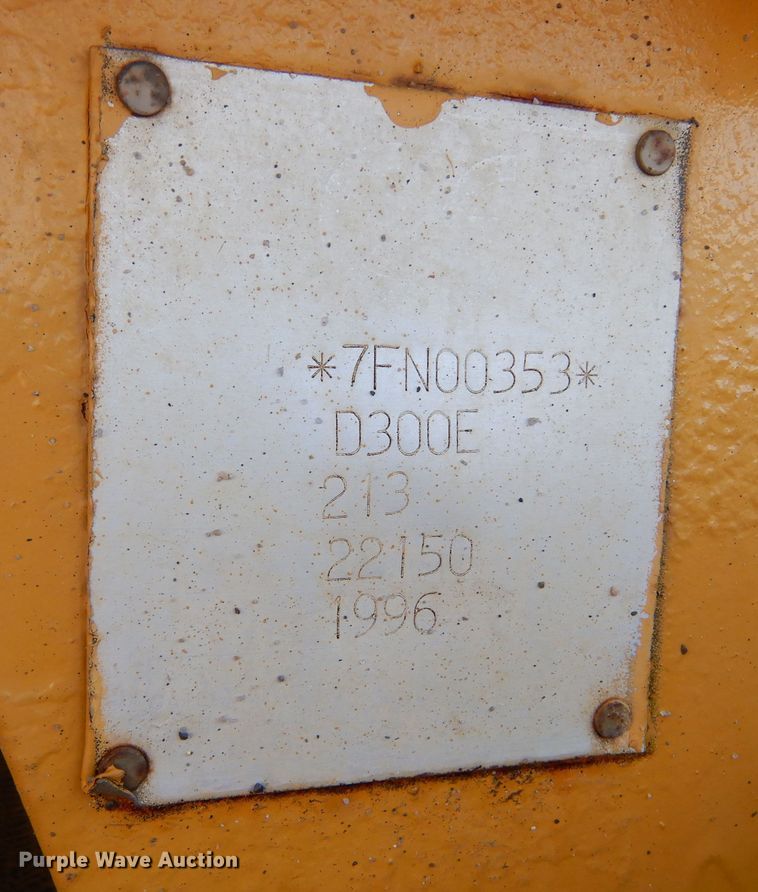 *7FN00353*
D300E
213
22150
1996
Purple Wave Auction